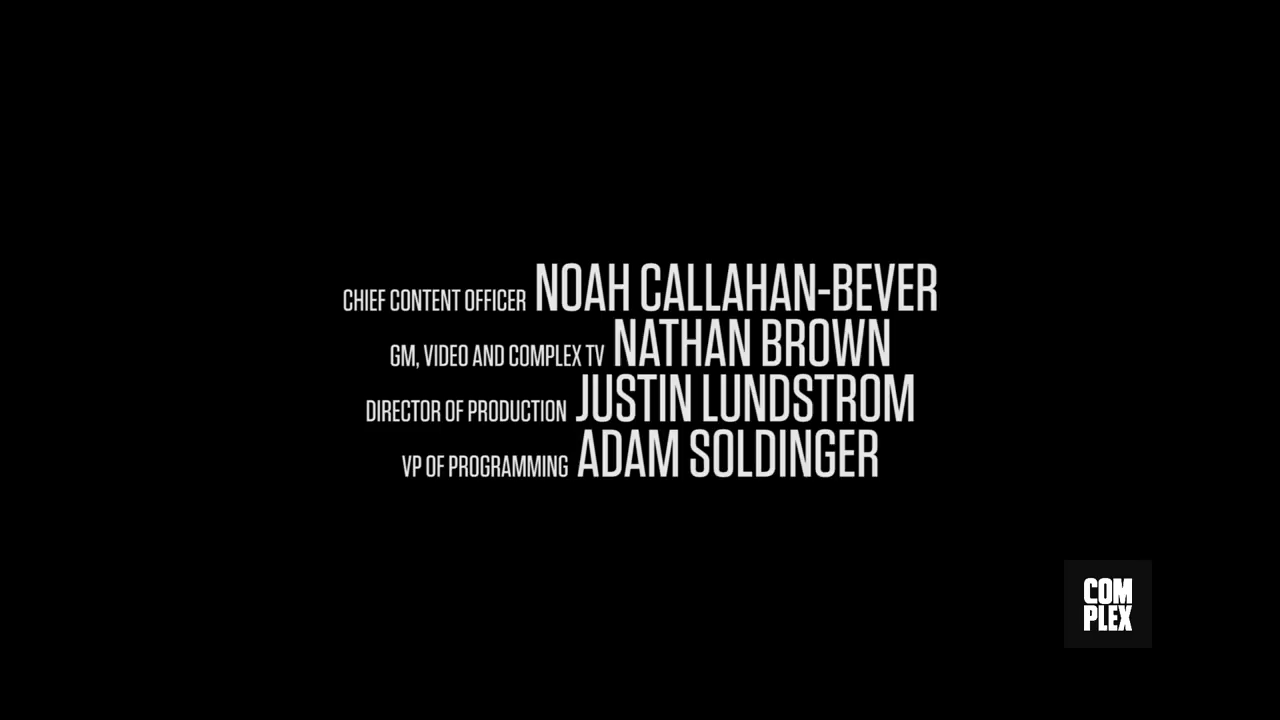 CHIEF CONTENT OFFICER NOAH CALLAHAN-BEVER
GM, VIDEO AND COMPLEX TV NATHAN BROWN
DIRECTOR OF PRODUCTION JUSTIN LUNDSTROM
VP OF PROGRAMMING ADAM SOLDINGER
COM
PLEX